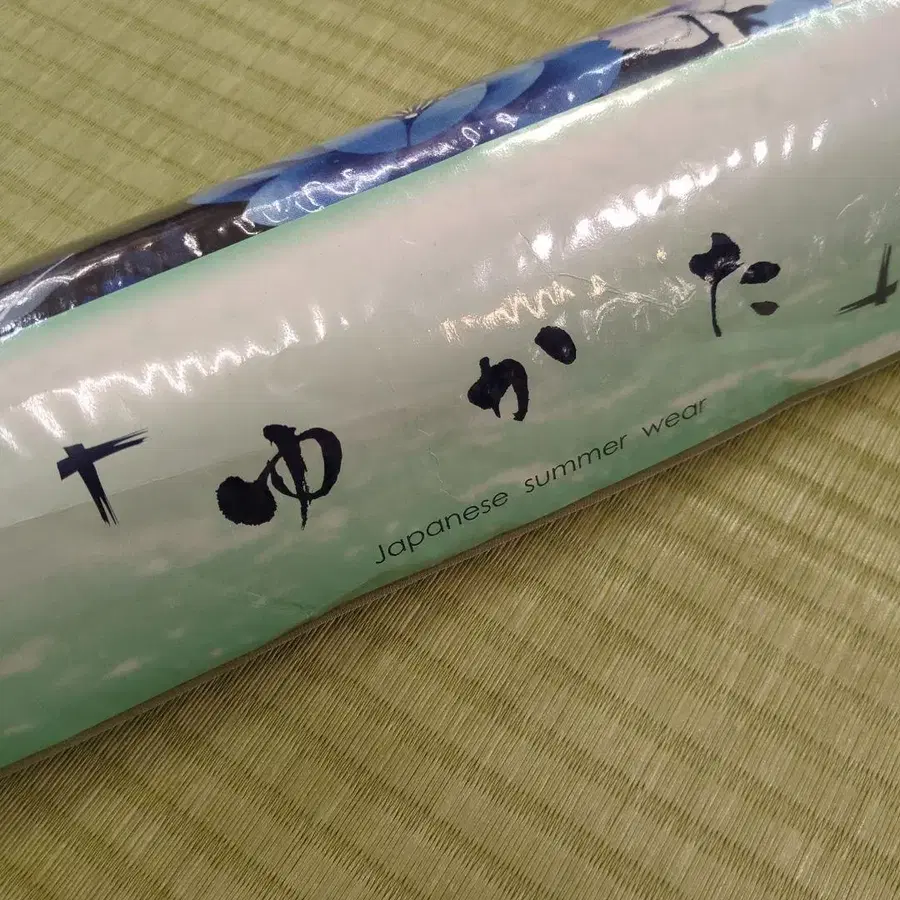 「ゆかた」
Japanese summer wear